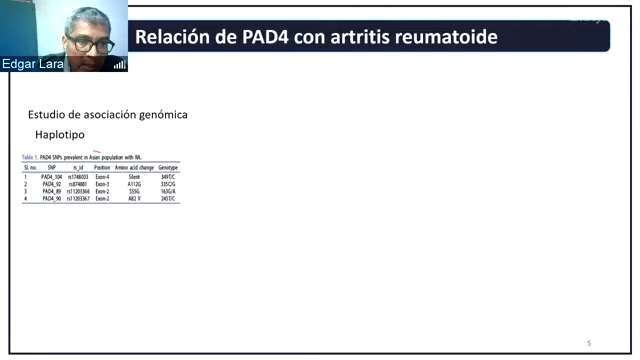 Relación de PAD4 con artritis reumatoide
Edgar Lara
Estudio de asociación genómica
Haplotipo
Table 1. PAD4 SNPs prevalent in Asian population with RA.
Sl. no. SNP rs_id Position Amino acid change Genotype
1 PAD4_104 rs1748033 Exon-4 Silent 349T/C
2 PAD4_92 rs874881 Exon-3 A112G 335C/G
3 PAD4_89 rs11203366 Exon-2 S55G 163G/A
4 PAD4_90 rs11203367 Exon-2 A82 V 245T/C
5